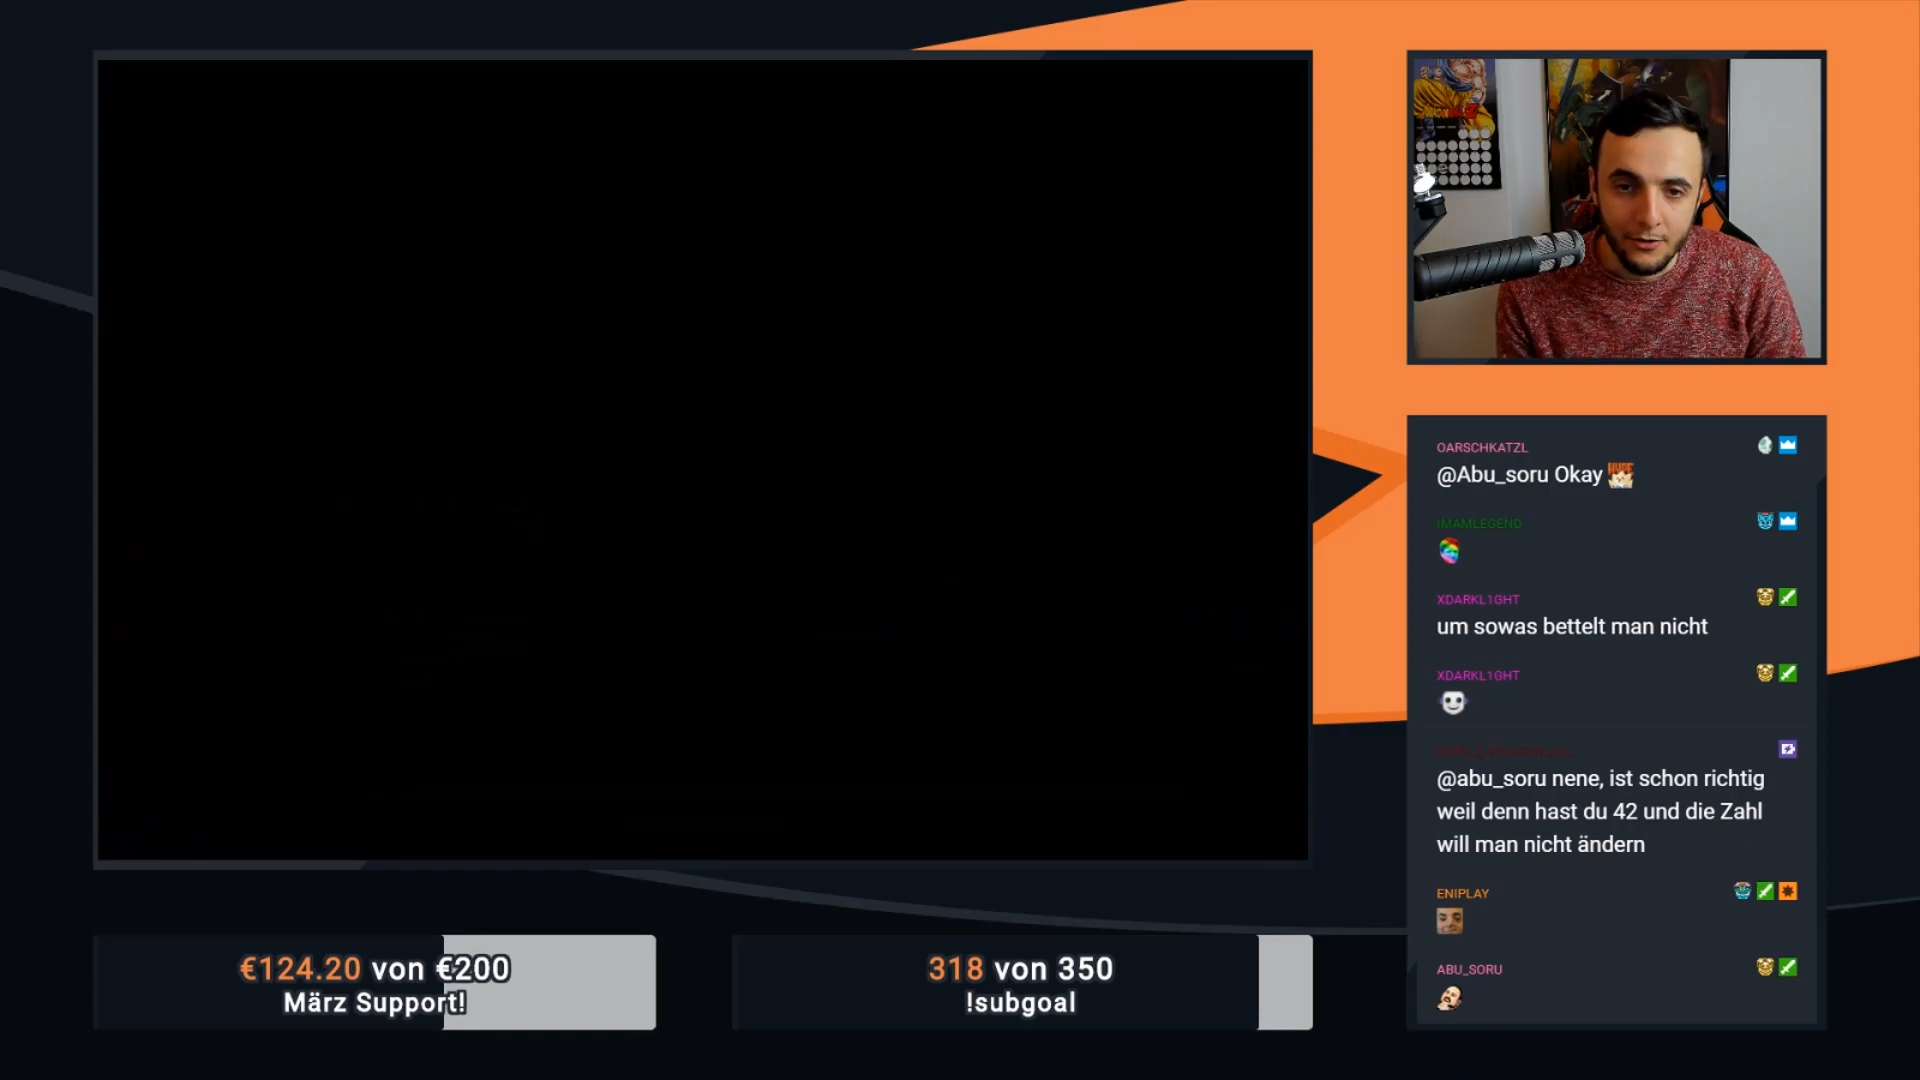 OARSCHKATZL
@Abu_soru Okay
IMAMLEGEND
XDARKL1GHT
um sowas bettelt man nicht
XDARKL1GHT
@abu_soru nene, ist schon richtig
weil denn hast du 42 und die Zahl
will man nicht ändern
ENIPLAY
ABU_SORU
€124.20 von €200
März Support!
318 von 350
!subgoal